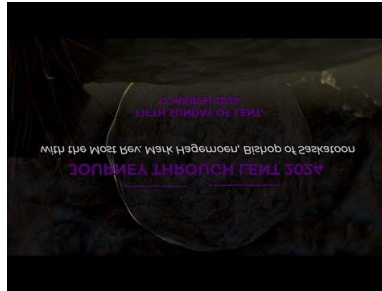 JOURNEY THROUGH LENT 2024
with the Most Rev. Mark Hagemoen, Bishop of Saskatoon
FIFTH SUNDAY OF LENT
17 MARCH 2024